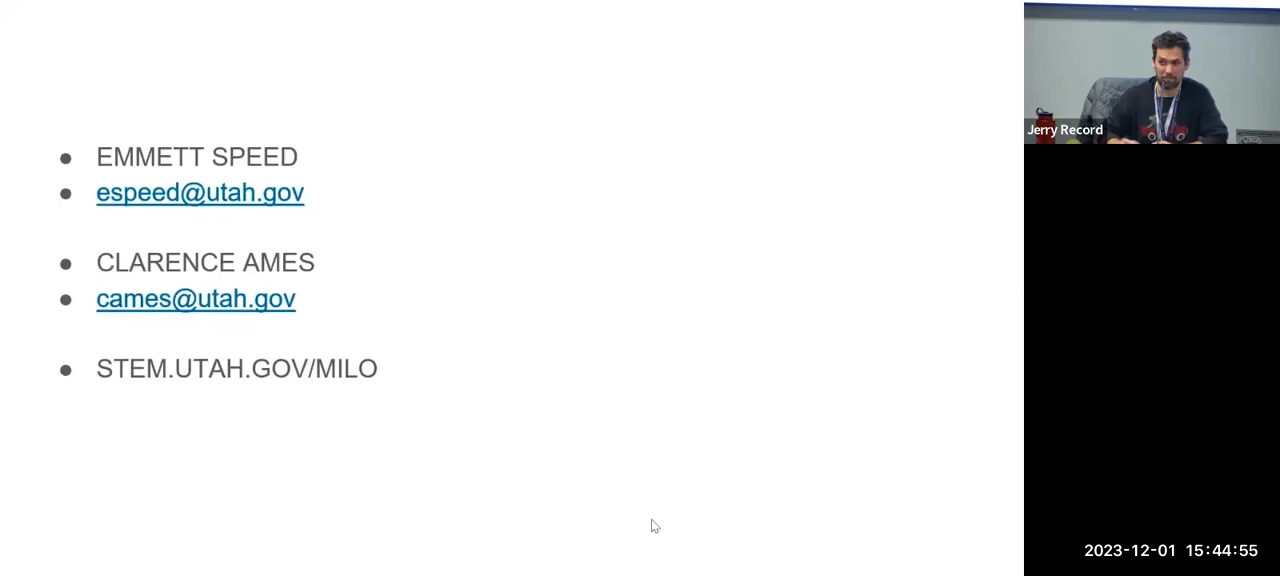 EMMETT SPEED
espeed@utah.gov
CLARENCE AMES
cames@utah.gov
STEM.UTAH.GOV/MILO
Jerry Record
2023-12-01 15:44:55